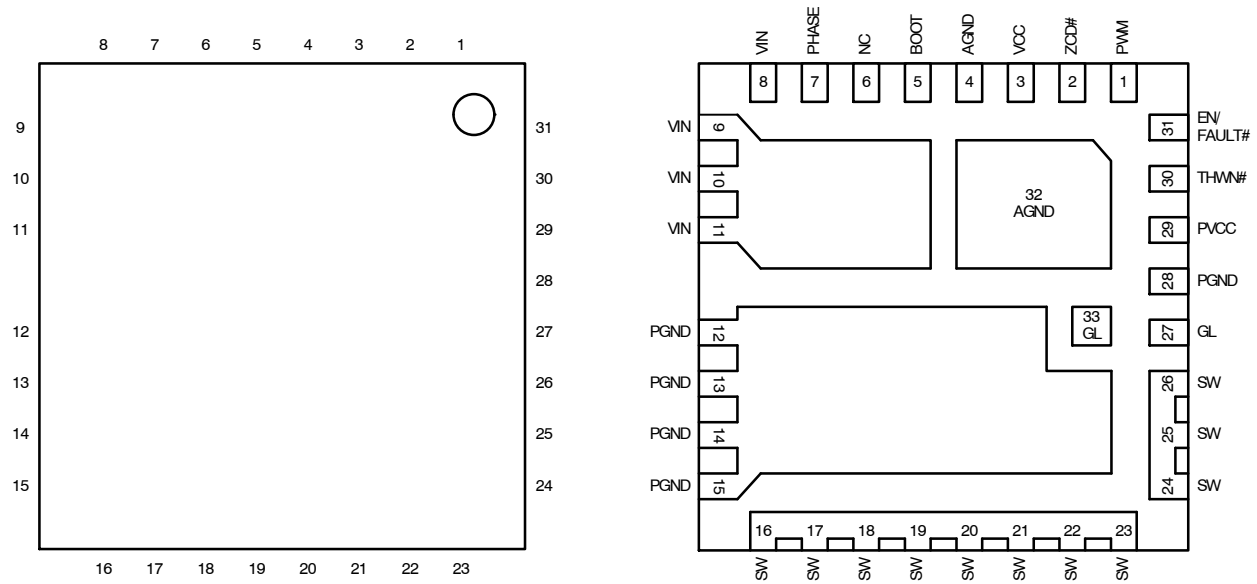 8 7 6 5 4 3 2 1
9 31
10 30
11 29
28
12 27
13 26
14 25
15 24
16 17 18 19 20 21 22 23
VIN PHASE NC BOOT AGND VCC ZCD# PWM
8 7 6 5 4 3 2 1
VIN 9
31 EN/
FAULT#
VIN 10
30 THWN#
VIN 11
29 PVCC
32
AGND
28 PGND
33
GL
PGND 12
27 GL
PGND 13
26 SW
PGND 14
25 SW
PGND 15
24 SW
16 17 18 19 20 21 22 23
SW SW SW SW SW SW SW SW